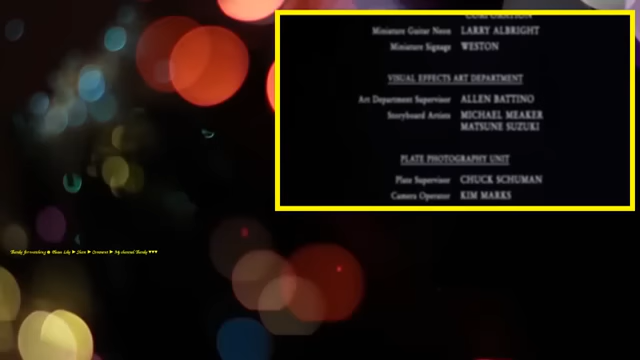 Miniature Guitar Neon LARRY ALBRIGHT
Miniature Signage WESTON
VISUAL EFFECTS ART DEPARTMENT
Art Department Supervisor ALLEN BATTINO
Storyboard Artists MICHAEL MEAKER
MATSUNE SUZUKI
PLATE PHOTOGRAPHY UNIT
Plate Supervisor CHUCK SCHUMAN
Camera Operator KIM MARKS